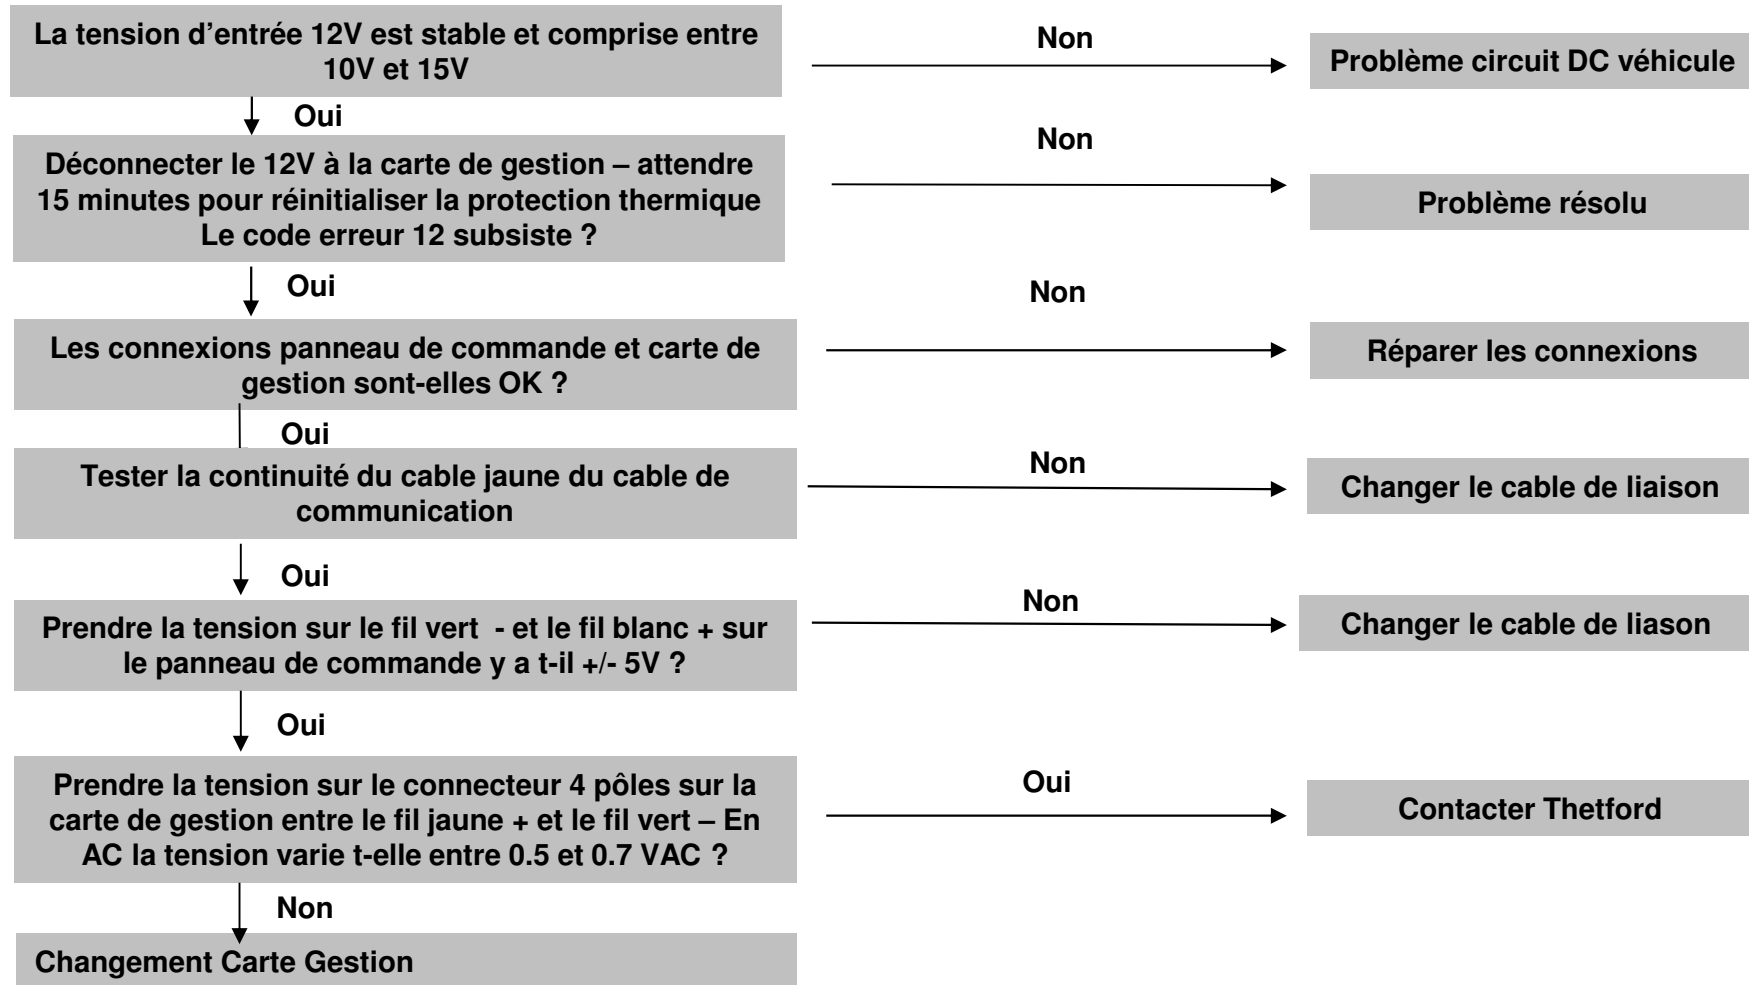 La tension d’entrée 12V est stable et comprise entre
10V et 15V
Non
Problème circuit DC véhicule
Oui
Déconnecter le 12V à la carte de gestion – attendre
15 minutes pour réinitialiser la protection thermique
Le code erreur 12 subsiste ?
Non
Problème résolu
Oui
Les connexions panneau de commande et carte de
gestion sont-elles OK ?
Non
Réparer les connexions
Oui
Tester la continuité du cable jaune du cable de
communication
Non
Changer le cable de liaison
Oui
Prendre la tension sur le fil vert - et le fil blanc + sur
le panneau de commande y a t-il +/- 5V ?
Non
Changer le cable de liason
Oui
Prendre la tension sur le connecteur 4 pôles sur la
carte de gestion entre le fil jaune + et le fil vert – En
AC la tension varie t-elle entre 0.5 et 0.7 VAC ?
Oui
Contacter Thetford
Non
Changement Carte Gestion